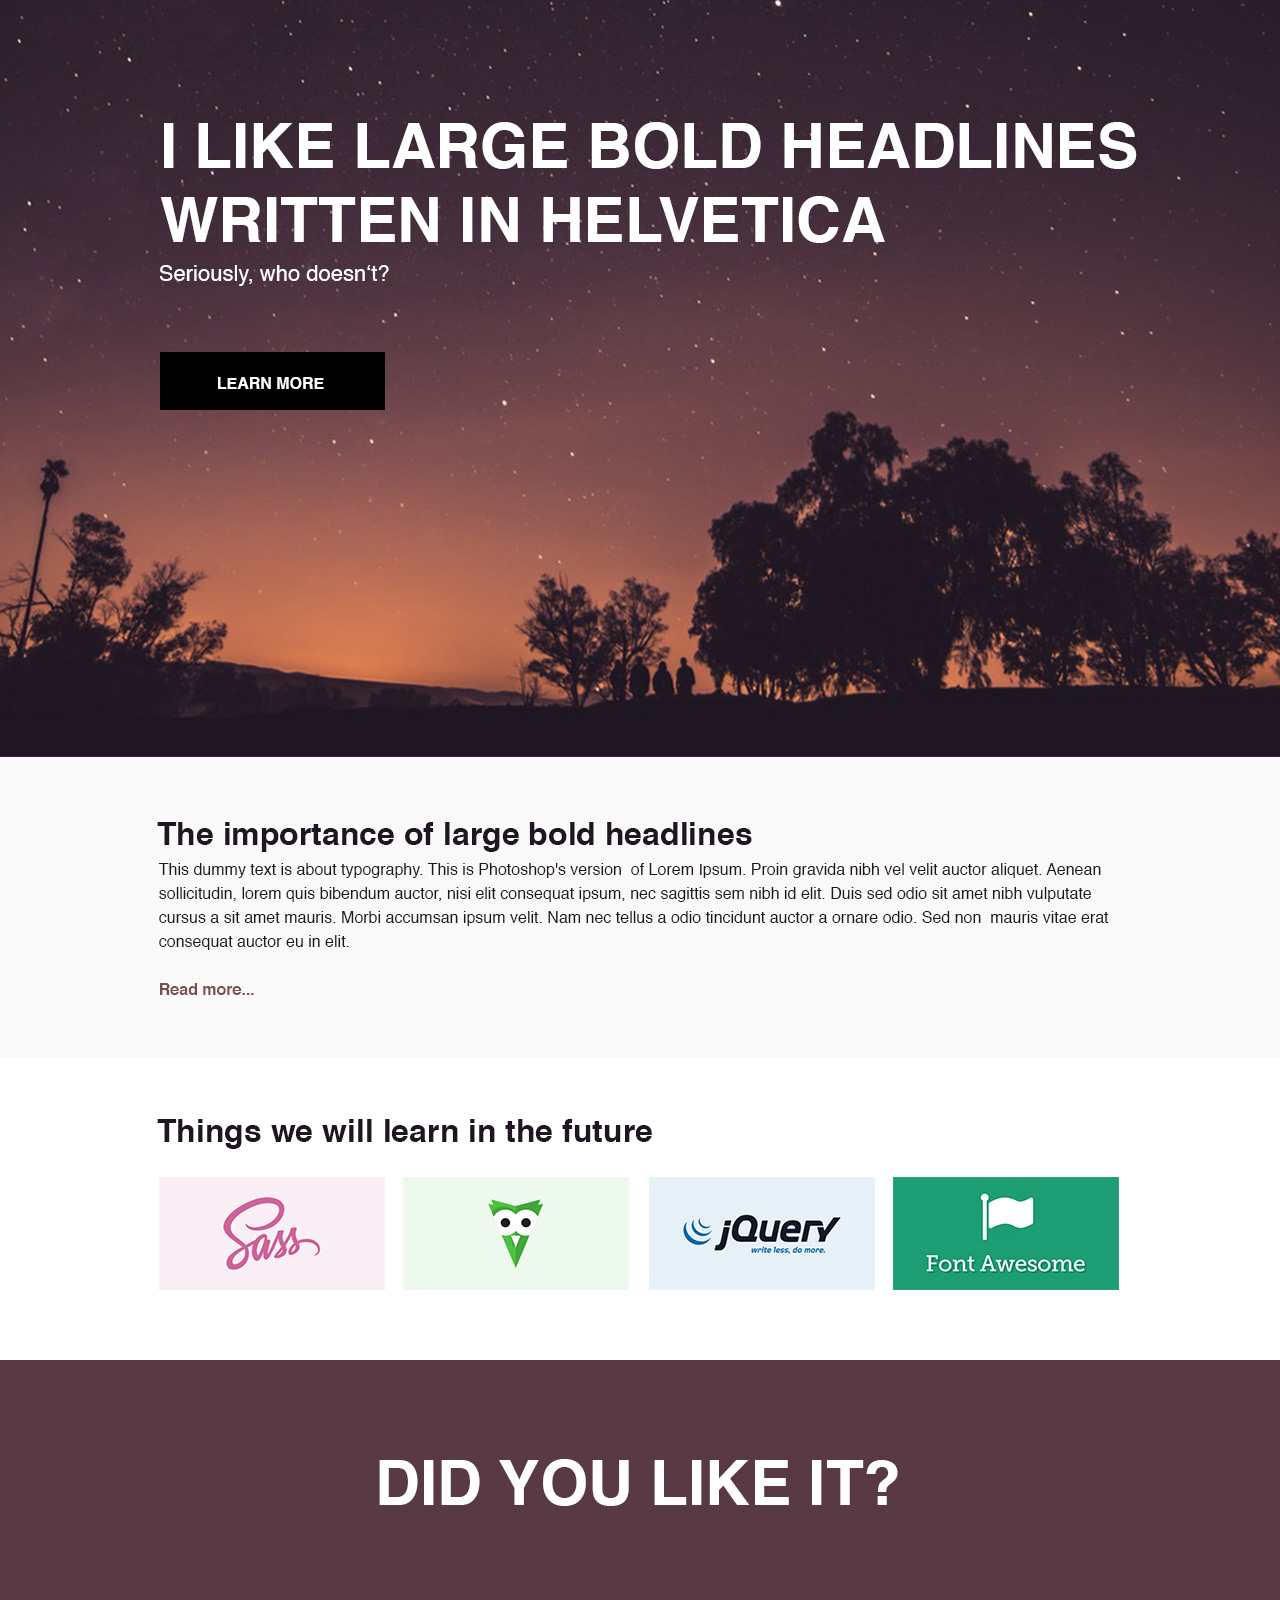 I LIKE LARGE BOLD HEADLINES
WRITTEN IN HELVETICA
Seriously, who doesn‘t?
LEARN MORE
The importance of large bold headlines
This dummy text is about typography. This is Photoshop's version  of Lorem Ipsum. Proin gravida nibh vel velit auctor aliquet. Aenean
sollicitudin, lorem quis bibendum auctor, nisi elit consequat ipsum, nec sagittis sem nibh id elit. Duis sed odio sit amet nibh vulputate
cursus a sit amet mauris. Morbi accumsan ipsum velit. Nam nec tellus a odio tincidunt auctor a ornare odio. Sed non  mauris vitae erat
consequat auctor eu in elit.
Read more...
Things we will learn in the future
Sass
jQuery
write less. do more.
Font Awesome
DID YOU LIKE IT?